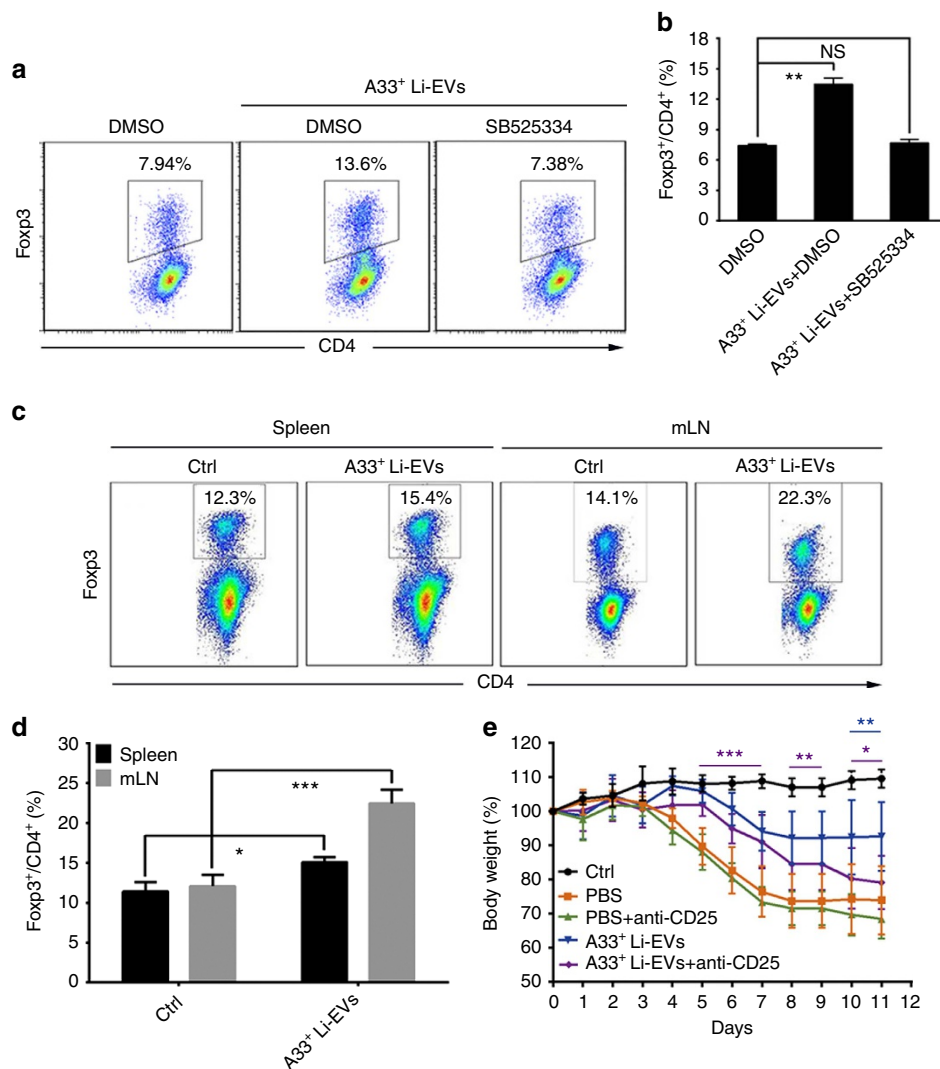 a
A33⁺ Li-EVs
DMSO DMSO SB525334
7.94% 13.6% 7.38%
Foxp3
CD4
b
Foxp3⁺/CD4⁺ (%)
18
15
12
9
6
3
0
NS
**
DMSO
A33⁺ Li-EVs+DMSO
A33⁺ Li-EVs+SB525334
c
Spleen mLN
Ctrl A33⁺ Li-EVs Ctrl A33⁺ Li-EVs
12.3% 15.4% 14.1% 22.3%
Foxp3
CD4
d
Foxp3⁺/CD4⁺ (%)
30
25
20
15
10
5
0
Spleen
mLN
***
*
Ctrl
A33⁺ Li-EVs
e
Body weight (%)
120
110
100
90
80
70
60
50
**
*** ** *
Ctrl
PBS
PBS+anti-CD25
A33⁺ Li-EVs
A33⁺ Li-EVs+anti-CD25
0 1 2 3 4 5 6 7 8 9 10 11 12
Days